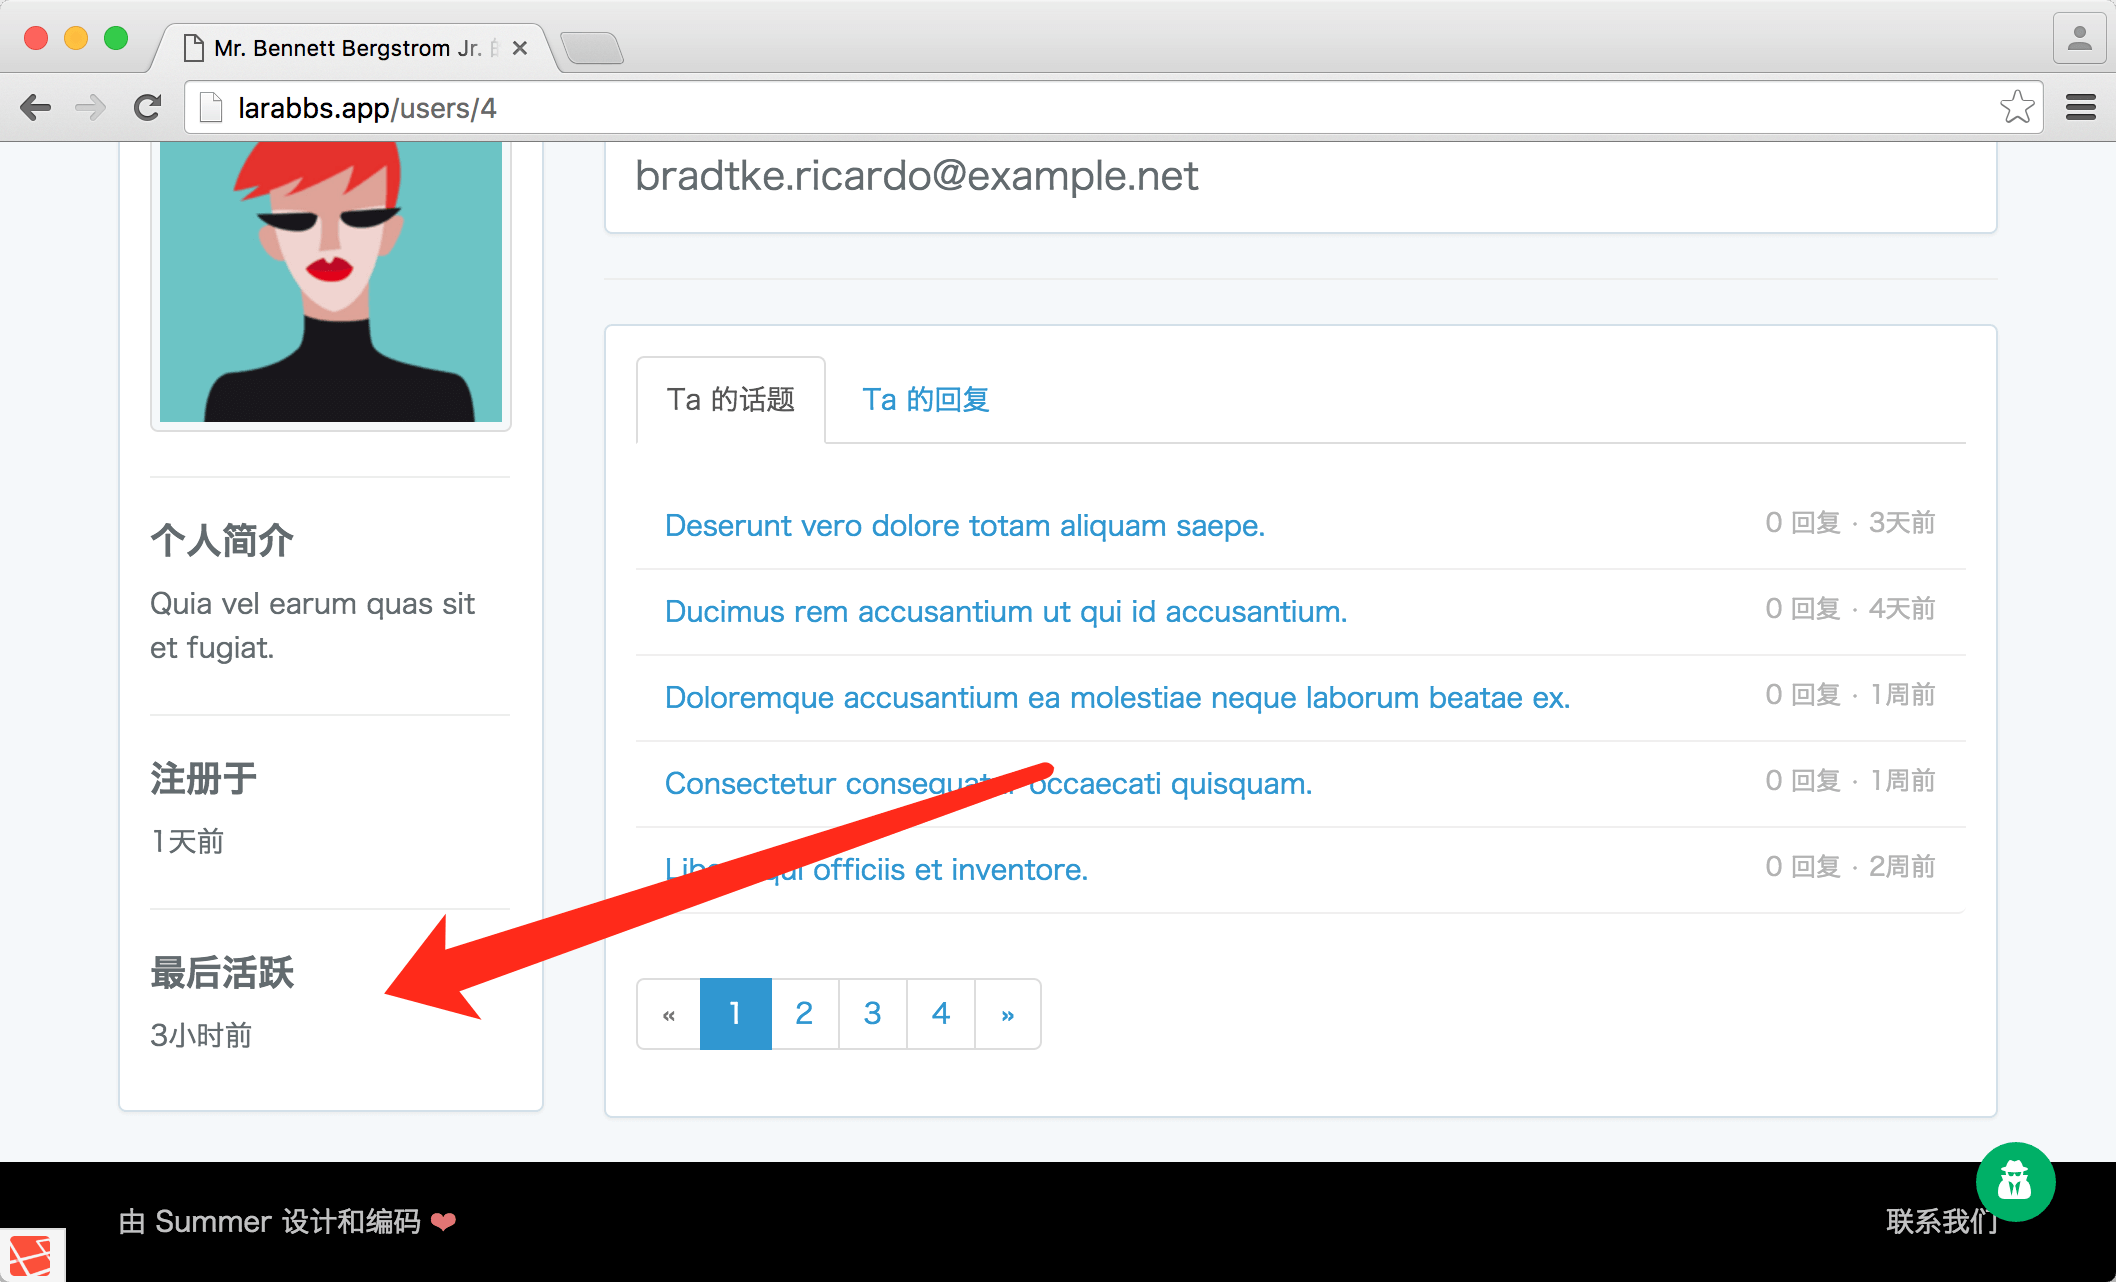 Mr. Bennett Bergstrom Jr.
larabbs.app/users/4
bradtke.ricardo@example.net
Ta 的话题
Ta 的回复
Deserunt vero dolore totam aliquam saepe.
0 回复 · 3天前
Ducimus rem accusantium ut qui id accusantium.
0 回复 · 4天前
Doloremque accusantium ea molestiae neque laborum beatae ex.
0 回复 · 1周前
Consectetur consequatur occaecati quisquam.
0 回复 · 1周前
qui officiis et inventore.
0 回复 · 2周前
« 1 2 3 4 »
个人简介
Quia vel earum quas sit
et fugiat.
注册于
1天前
最后活跃
3小时前
由 Summer 设计和编码 ❤
联系我们